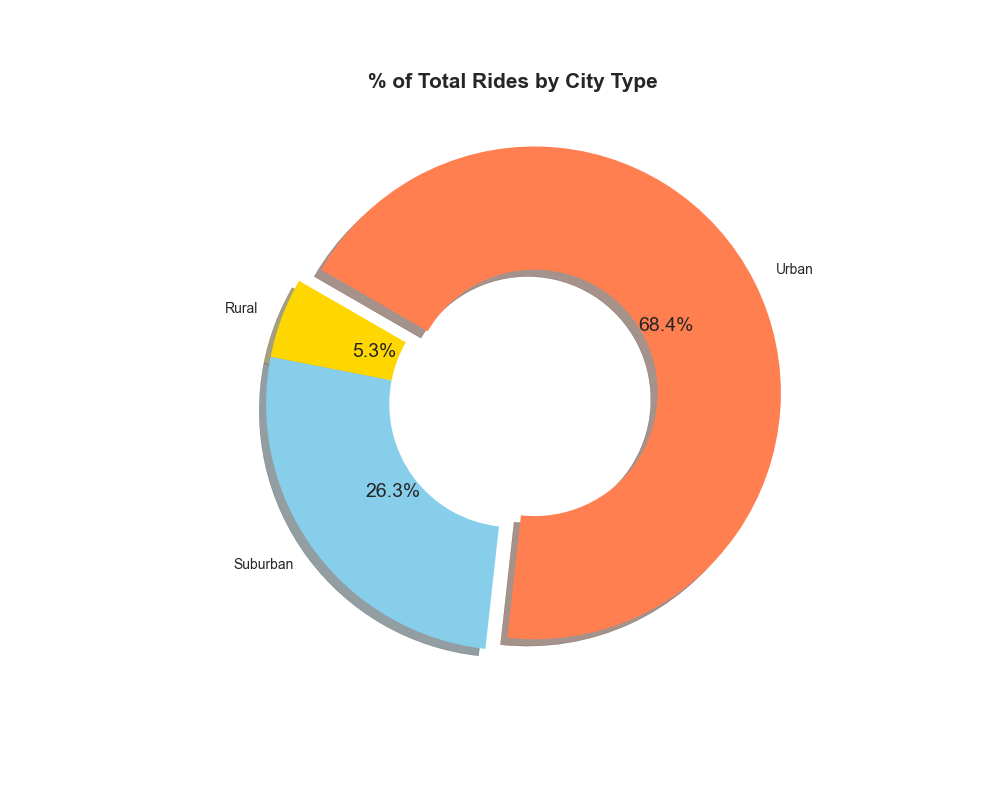 % of Total Rides by City Type
Urban
Rural
68.4%
5.3%
26.3%
Suburban